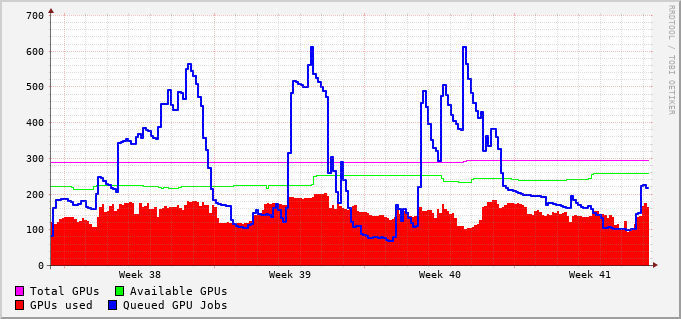 700
600
500
400
300
200
100
0
Week 38 Week 39 Week 40 Week 41
Total GPUs Available GPUs
GPUs used Queued GPU Jobs
RRDTOOL / TOBI OETIKER